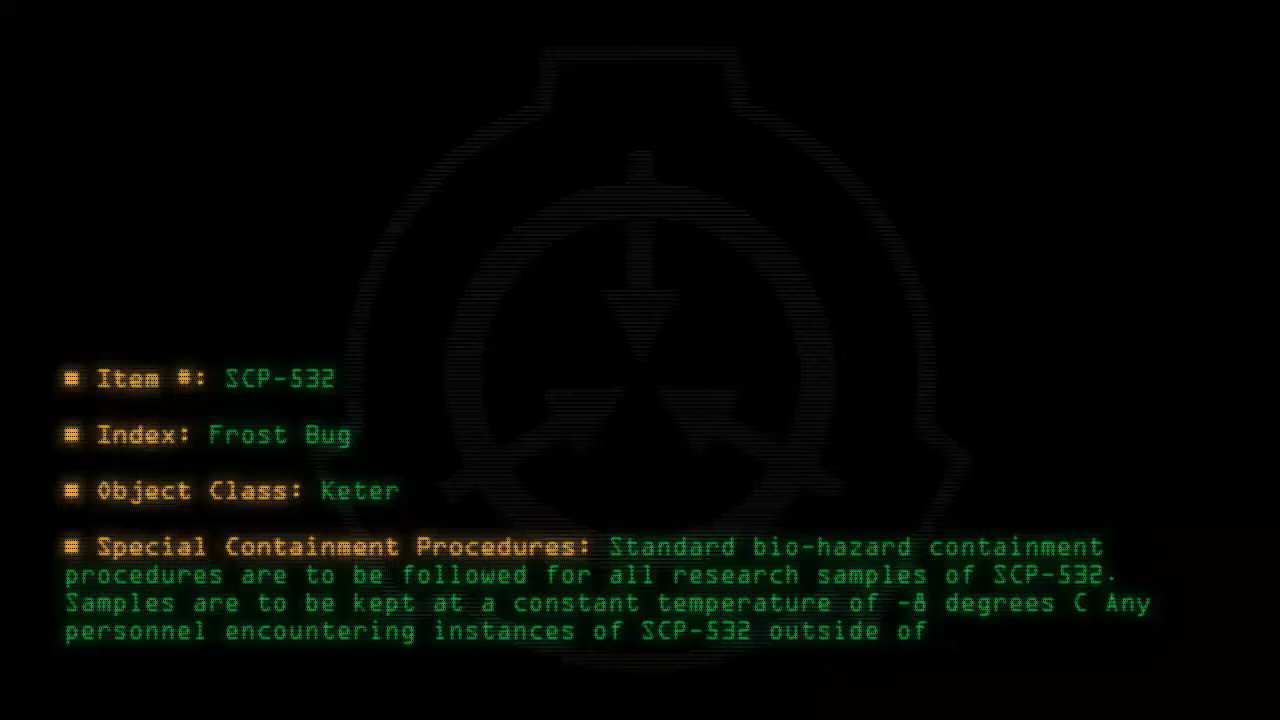 ■ Item #: SCP-532
■ Index: Frost Bug
■ Object Class: Keter
■ Special Containment Procedures: Standard bio-hazard containment
procedures are to be followed for all research samples of SCP-532.
Samples are to be kept at a constant temperature of -8 degrees C Any
personnel encountering instances of SCP-532 outside of